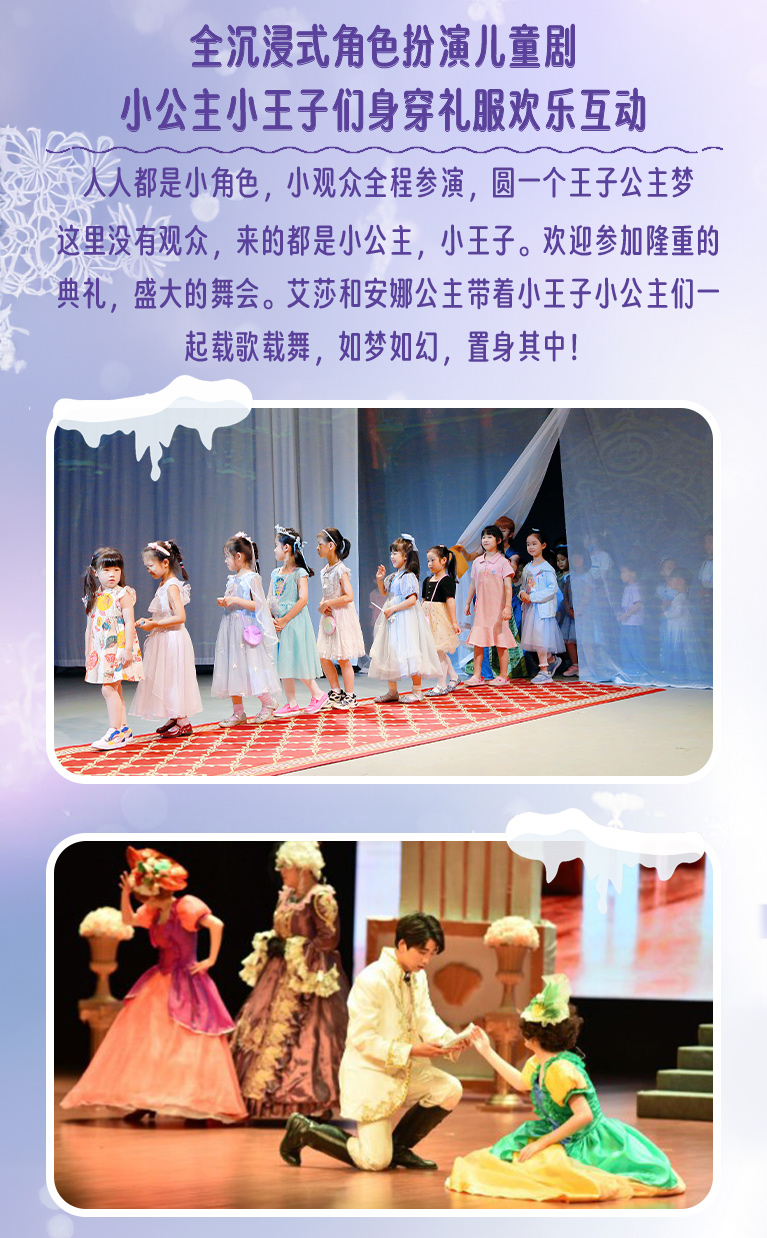 全沉浸式角色扮演儿童剧
小公主小王子们身穿礼服欢乐互动
人人都是小角色，小观众全程参演，圆一个王子公主梦
这里没有观众，来的都是小公主，小王子。欢迎参加隆重的
典礼，盛大的舞会。艾莎和安娜公主带着小王子小公主们一
起载歌载舞，如梦如幻，置身其中！